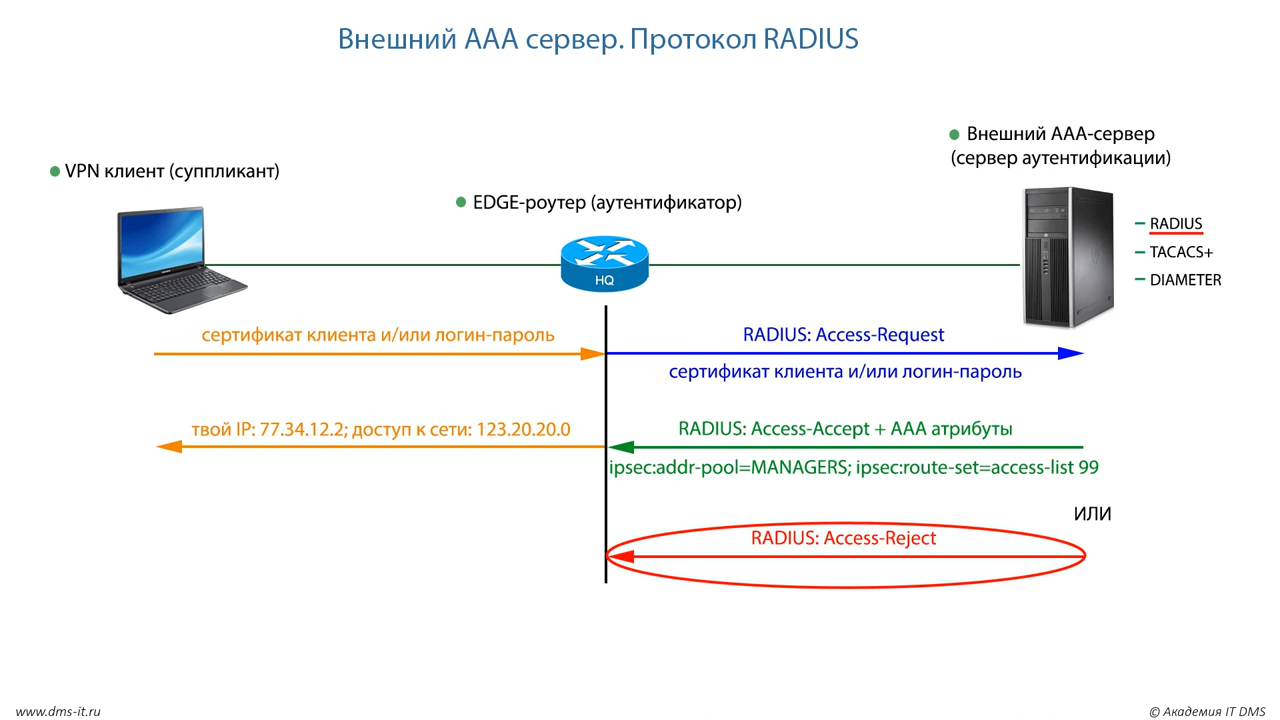 Внешний ААА сервер. Протокол RADIUS
Внешний ААА-сервер
(сервер аутентификации)
VPN клиент (суппликант)
EDGE-роутер (аутентификатор)
RADIUS
TACACS+
DIAMETER
HQ
сертификат клиента и/или логин-пароль
RADIUS: Access-Request
сертификат клиента и/или логин-пароль
твой IP: 77.34.12.2; доступ к сети: 123.20.20.0
RADIUS: Access-Accept + ААА атрибуты
ipsec:addr-pool=MANAGERS; ipsec:route-set=access-list 99
ИЛИ
RADIUS: Access-Reject
www.dms-it.ru
© Академия IT DMS